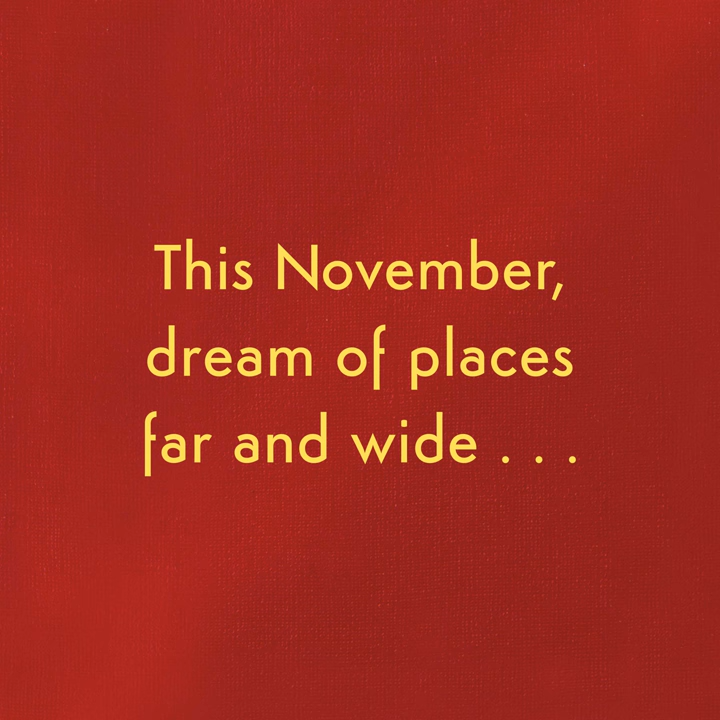 This November,
dream of places
far and wide . . .